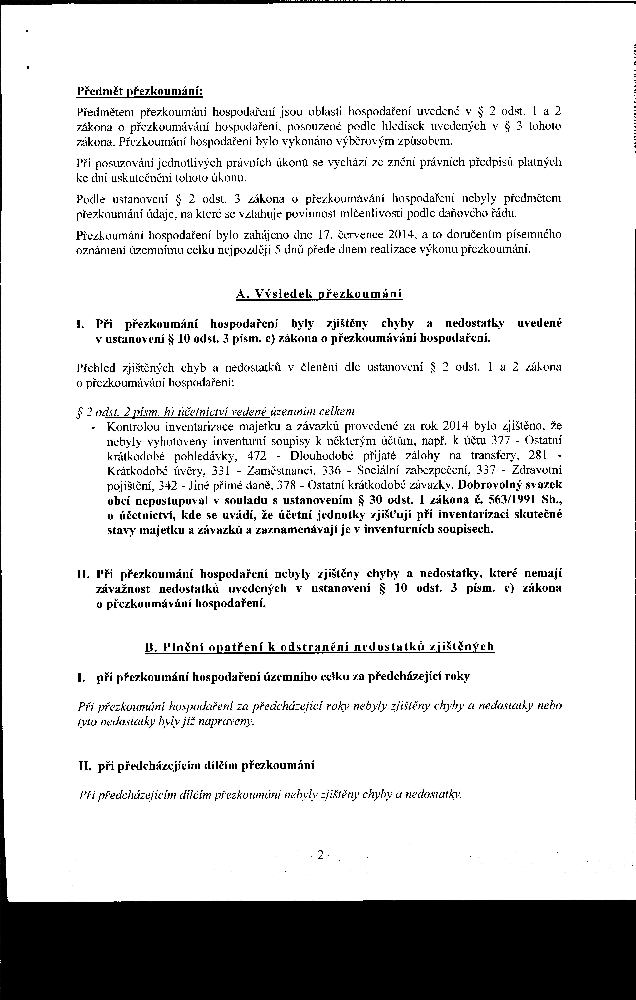 Předmět přezkoumání:
Předmětem přezkoumání hospodaření jsou oblasti hospodaření uvedené v § 2 odst. 1 a 2
zákona o přezkoumávání hospodaření, posouzené podle hledisek uvedených v § 3 tohoto
zákona. Přezkoumání hospodaření bylo vykonáno výběrovým způsobem.
Při posuzování jednotlivých právních úkonů se vychází ze znění právních předpisů platných
ke dni uskutečnění tohoto úkonu.
Podle ustanovení § 2 odst. 3 zákona o přezkoumávání hospodaření nebyly předmětem
přezkoumání údaje, na které se vztahuje povinnost mlčenlivosti podle daňového řádu.
Přezkoumání hospodaření bylo zahájeno dne 17. července 2014, a to doručením písemného
oznámení územnímu celku nejpozději 5 dnů přede dnem realizace výkonu přezkoumání.
A. Výsledek přezkoumání
I. Při přezkoumání hospodaření byly zjištěny chyby a nedostatky uvedené
v ustanovení § 10 odst. 3 písm. c) zákona o přezkoumávání hospodaření.
Přehled zjištěných chyb a nedostatků v členění dle ustanovení § 2 odst. 1 a 2 zákona
o přezkoumávání hospodaření:
§ 2 odst. 2 písm. h) účetnictví vedené územním celkem
- Kontrolou inventarizace majetku a závazků provedené za rok 2014 bylo zjištěno, že
nebyly vyhotoveny inventurní soupisy k některým účtům, např. k účtu 377 - Ostatní
krátkodobé pohledávky, 472 - Dlouhodobé přijaté zálohy na transfery, 281 -
Krátkodobé úvěry, 331 - Zaměstnanci, 336 - Sociální zabezpečení, 337 - Zdravotní
pojištění, 342 - Jiné přímé daně, 378 - Ostatní krátkodobé závazky. Dobrovolný svazek
obcí nepostupoval v souladu s ustanovením § 30 odst. 1 zákona č. 563/1991 Sb.,
o účetnictví, kde se uvádí, že účetní jednotky zjišťují při inventarizaci skutečné
stavy majetku a závazků a zaznamenávají je v inventurních soupisech.
II. Při přezkoumání hospodaření nebyly zjištěny chyby a nedostatky, které nemají
závažnost nedostatků uvedených v ustanovení § 10 odst. 3 písm. c) zákona
o přezkoumávání hospodaření.
B. Plnění opatření k odstranění nedostatků zjištěných
I. při přezkoumání hospodaření územního celku za předcházející roky
Při přezkoumání hospodaření za předcházející roky nebyly zjištěny chyby a nedostatky nebo
tyto nedostatky byly již napraveny.
II. při předcházejícím dílčím přezkoumání
Při předcházejícím dílčím přezkoumání nebyly zjištěny chyby a nedostatky.
- 2 -